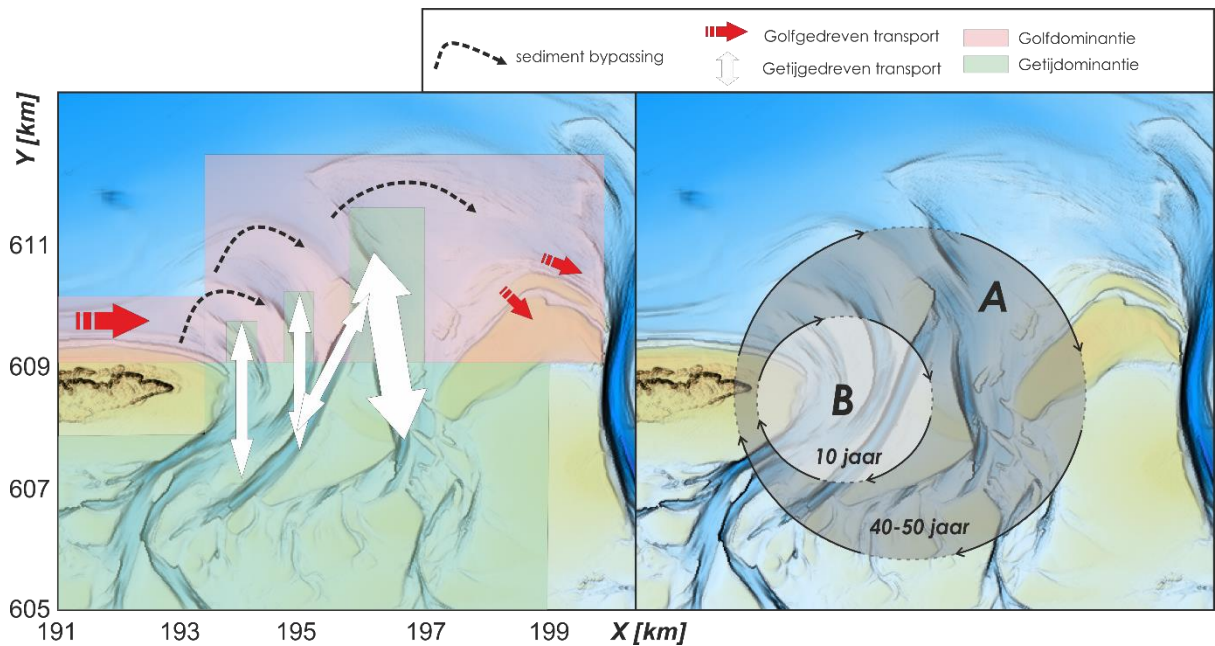 sediment bypassing
Golfgedreven transport
Getijgedreven transport
Golfdominantie
Getijdominantie
Y [km]
611
609
607
605
191
193
195
197
199
X [km]
A
B
10 jaar
40-50 jaar